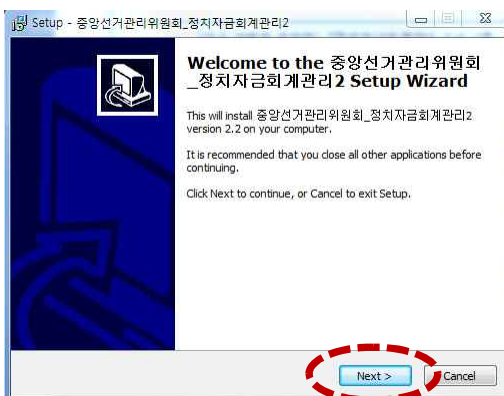 Setup - 중앙선거관리위원회_정치자금회계관리2
Welcome to the 중앙선거관리위원회
_정치자금회계관리2 Setup Wizard
This will install 중앙선거관리위원회_정치자금회계관리2
version 2.2 on your computer.
It is recommended that you close all other applications before
continuing.
Click Next to continue, or Cancel to exit Setup.
Next >
Cancel